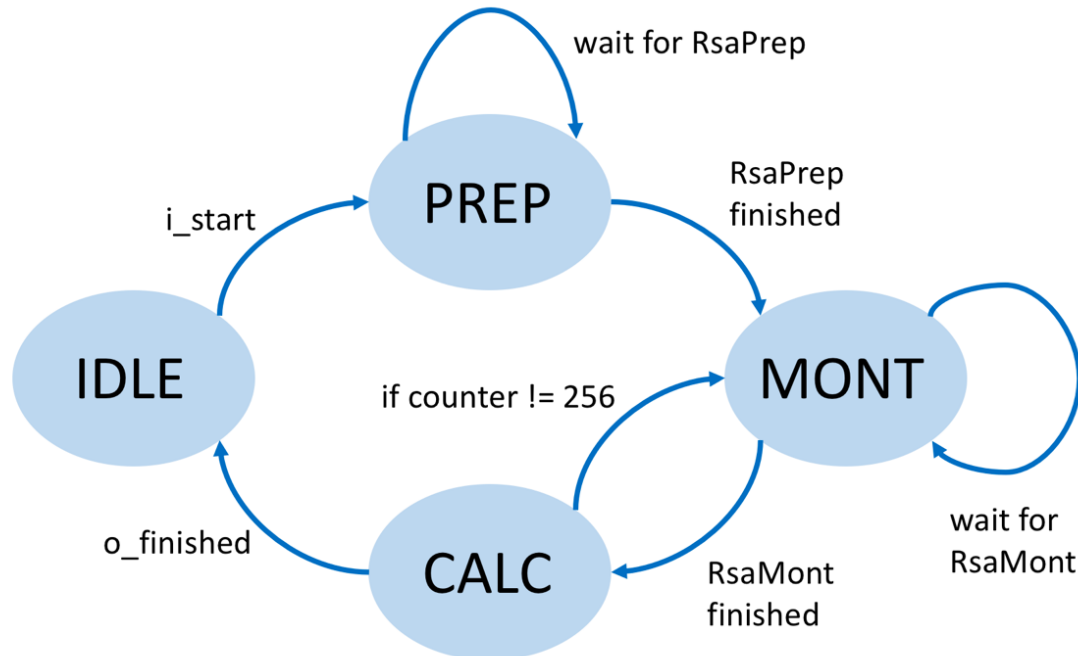 wait for RsaPrep
PREP
RsaPrep
finished
i_start
IDLE
MONT
if counter != 256
wait for
RsaMont
o_finished
CALC
RsaMont
finished